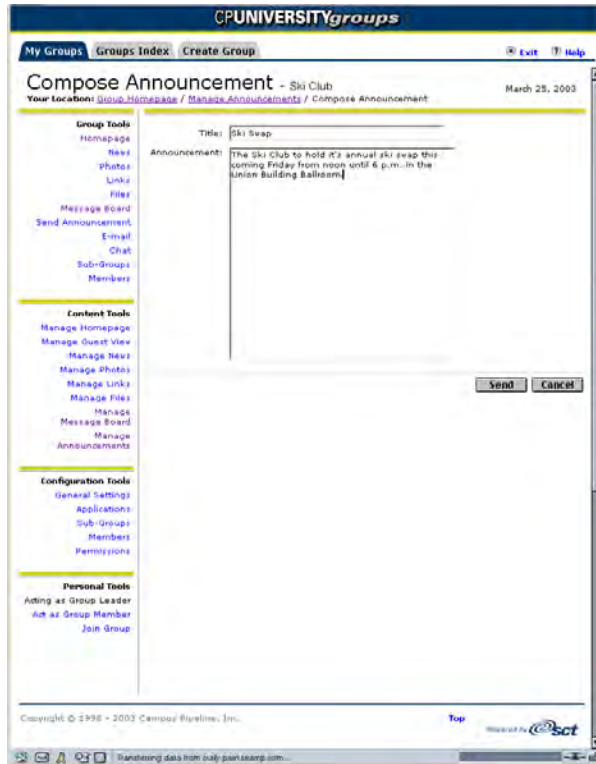 CPUNIVERSITYgroups
My Groups Groups Index Create Group
Exit Help
Compose Announcement - Ski Club
March 25, 2003
Your Location: Group Homepage / Manage Announcements / Compose Announcement
Group Tools
Homepage
News
Photos
Links
Files
Message Board
Send Announcement
E-mail
Chat
Sub-Groups
Members
Title: Ski Swap
Announcement: The Ski Club to hold it's annual ski swap this
coming Friday from noon until 6 p.m. in the
Union Building Ballroom.
Send Cancel
Content Tools
Manage Homepage
Manage Guest View
Manage News
Manage Photos
Manage Links
Manage Files
Manage
Message Board
Manage
Announcements
Configuration Tools
General Settings
Applications
Sub-Groups
Members
Permissions
Personal Tools
Acting as Group Leader
Act as Group Member
Join Group
Copyright © 1998 - 2003 Campus Pipeline, Inc.
Top
Powered by sct
Transferring data from